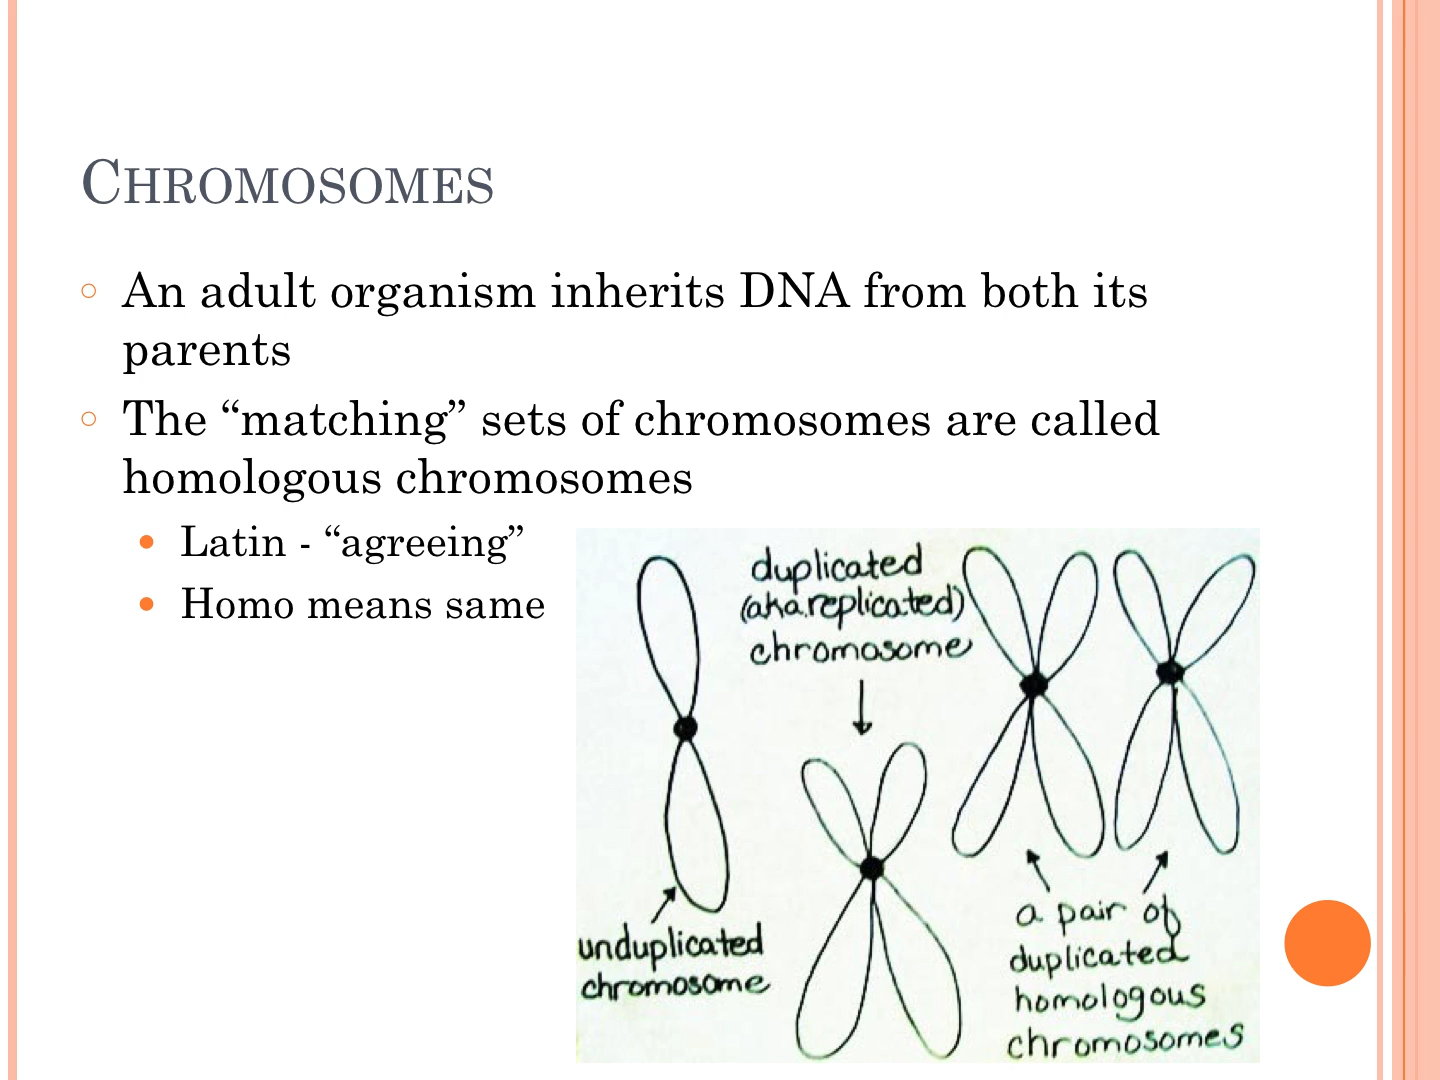 CHROMOSOMES
○ An adult organism inherits DNA from both its
parents
○ The “matching” sets of chromosomes are called
homologous chromosomes
• Latin - “agreeing”
• Homo means same
duplicated
(aka replicated)
chromosome
unduplicated
chromosome
a pair of
duplicated
homologous
chromosomes